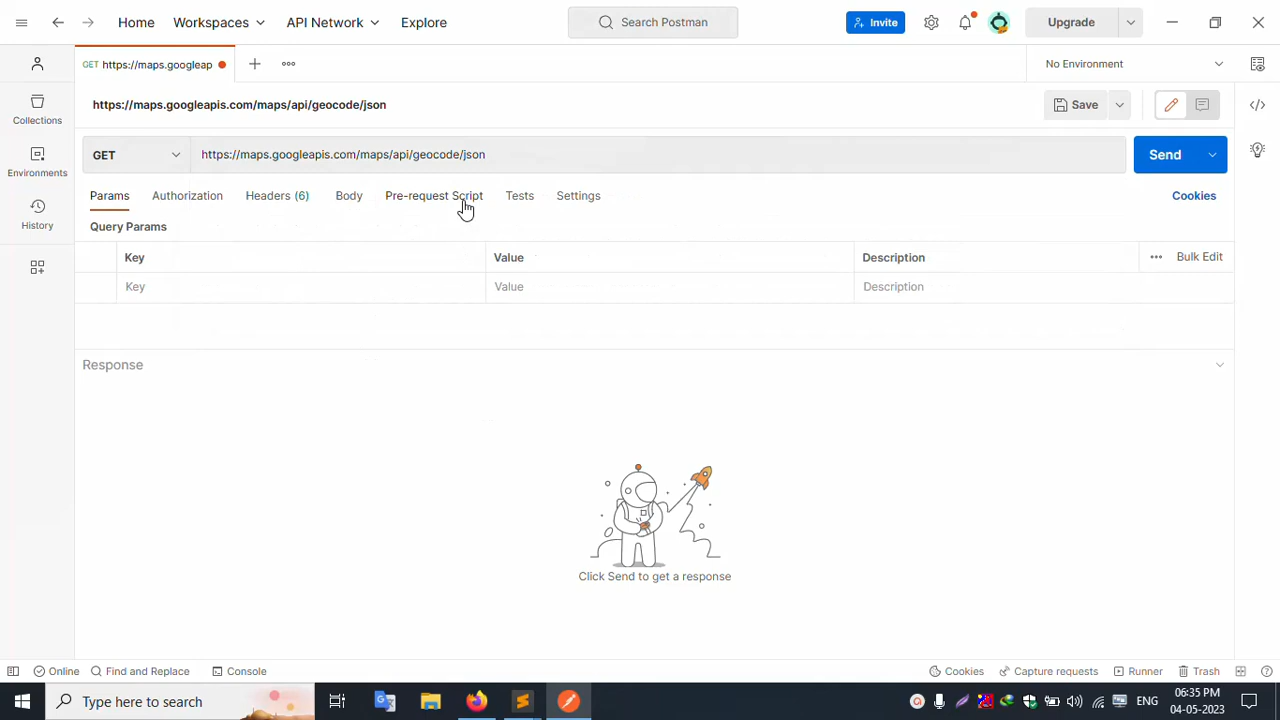 Home Workspaces API Network Explore Search Postman Invite Upgrade
GET https://maps.googleap No Environment
https://maps.googleapis.com/maps/api/geocode/json Save
Collections
GET https://maps.googleapis.com/maps/api/geocode/json Send
Environments
Params Authorization Headers (6) Body Pre-request Script Tests Settings Cookies
History
Query Params
Key Value Description Bulk Edit
Key Value Description
Response
Click Send to get a response
Online Find and Replace Console Cookies Capture requests Runner Trash
Type here to search ENG 06:35 PM
04-05-2023